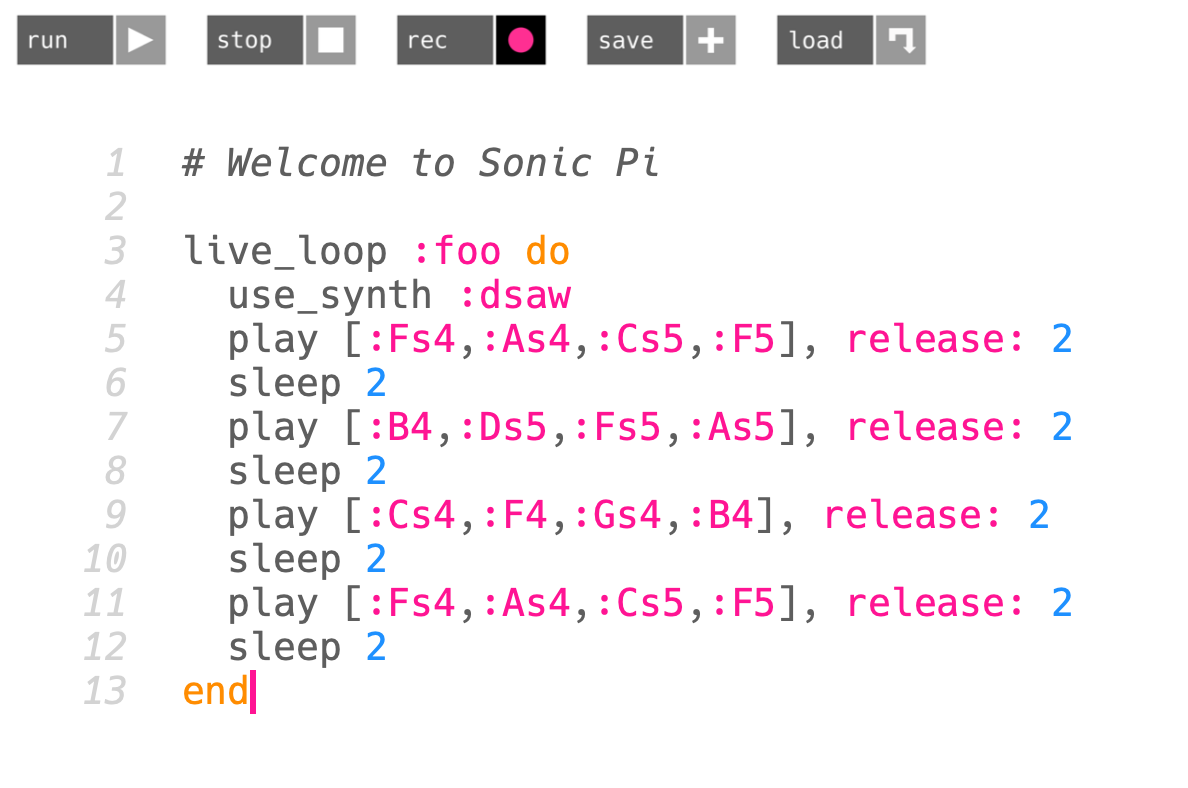 run stop rec save load
1 # Welcome to Sonic Pi
2
3 live_loop :foo do
4 use_synth :dsaw
5 play [:Fs4,:As4,:Cs5,:F5], release: 2
6 sleep 2
7 play [:B4,:Ds5,:Fs5,:As5], release: 2
8 sleep 2
9 play [:Cs4,:F4,:Gs4,:B4], release: 2
10 sleep 2
11 play [:Fs4,:As4,:Cs5,:F5], release: 2
12 sleep 2
13 end